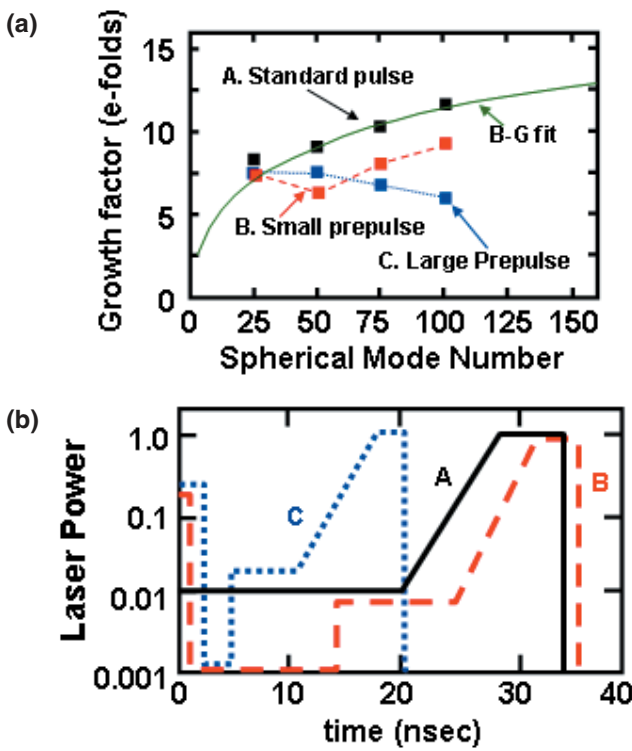 (a)
Growth factor (e-folds)
15
10
5
0
A. Standard pulse
B-G fit
B. Small prepulse
C. Large Prepulse
0 25 50 75 100 150
Spherical Mode Number
(b)
Laser Power
1.0
0.1
0.01
0.001
C
A
B
0 10 20 30 40
time (nsec)